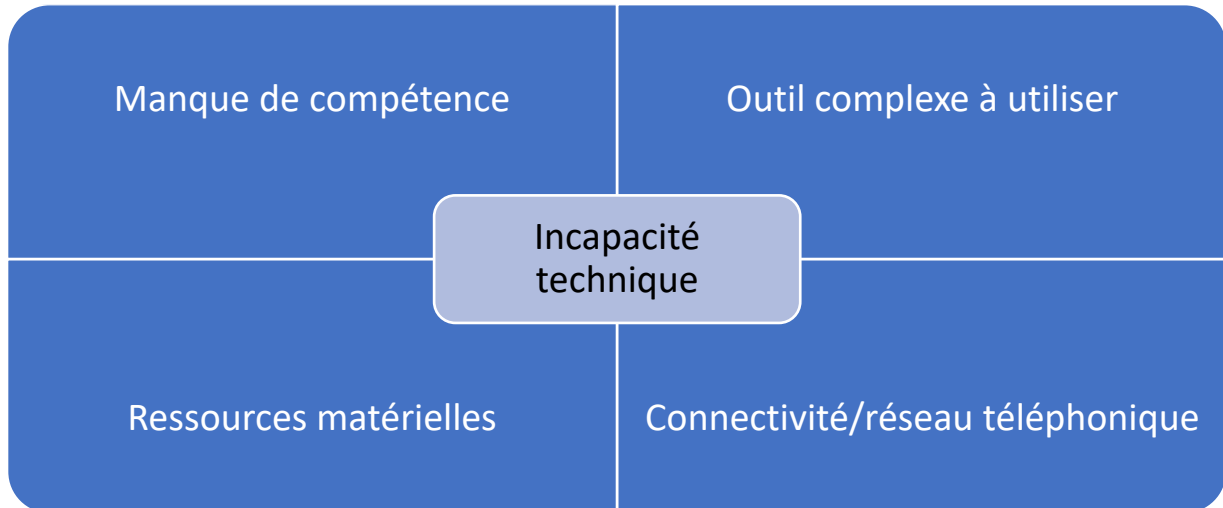 Manque de compétence
Outil complexe à utiliser
Incapacité
technique
Ressources matérielles
Connectivité/réseau téléphonique